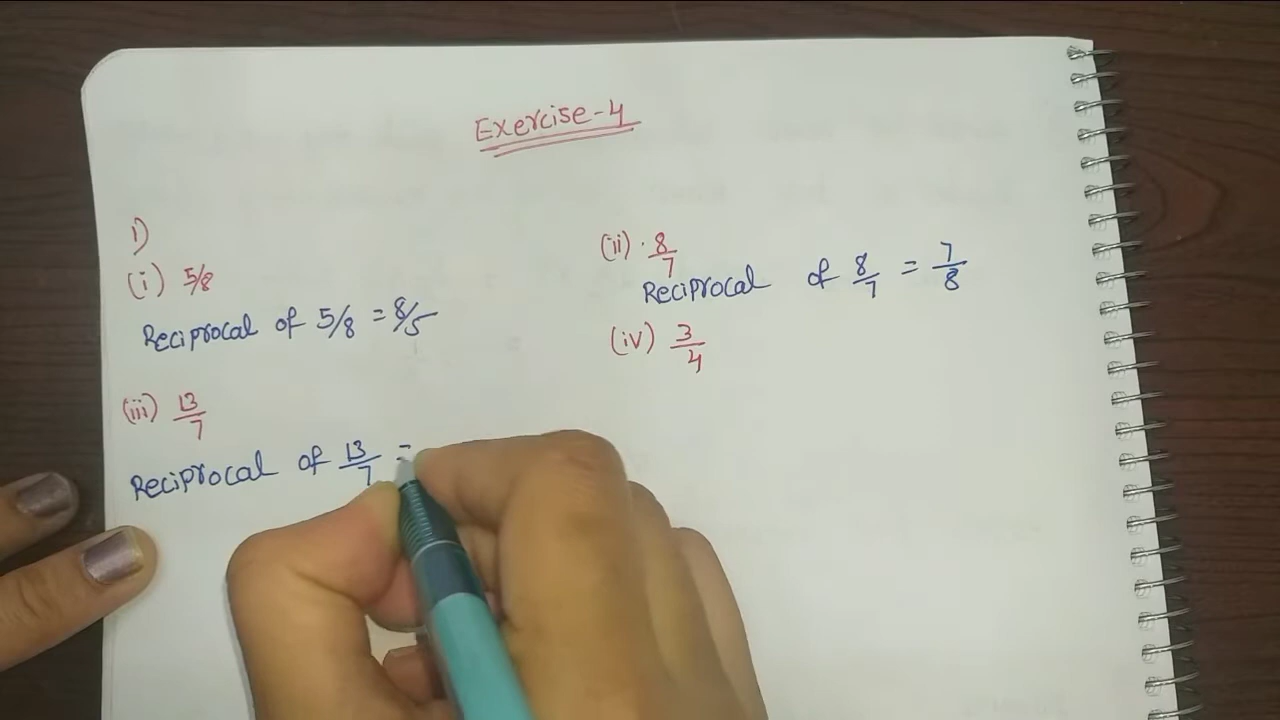 Exercise-4
1)
(i) 5/8
Reciprocal of 5/8 = 8/5
(ii) . 8/7
Reciprocal of 8/7 = 7/8
(iii) 13/7
Reciprocal of 13/7 =
(iv) 3/4